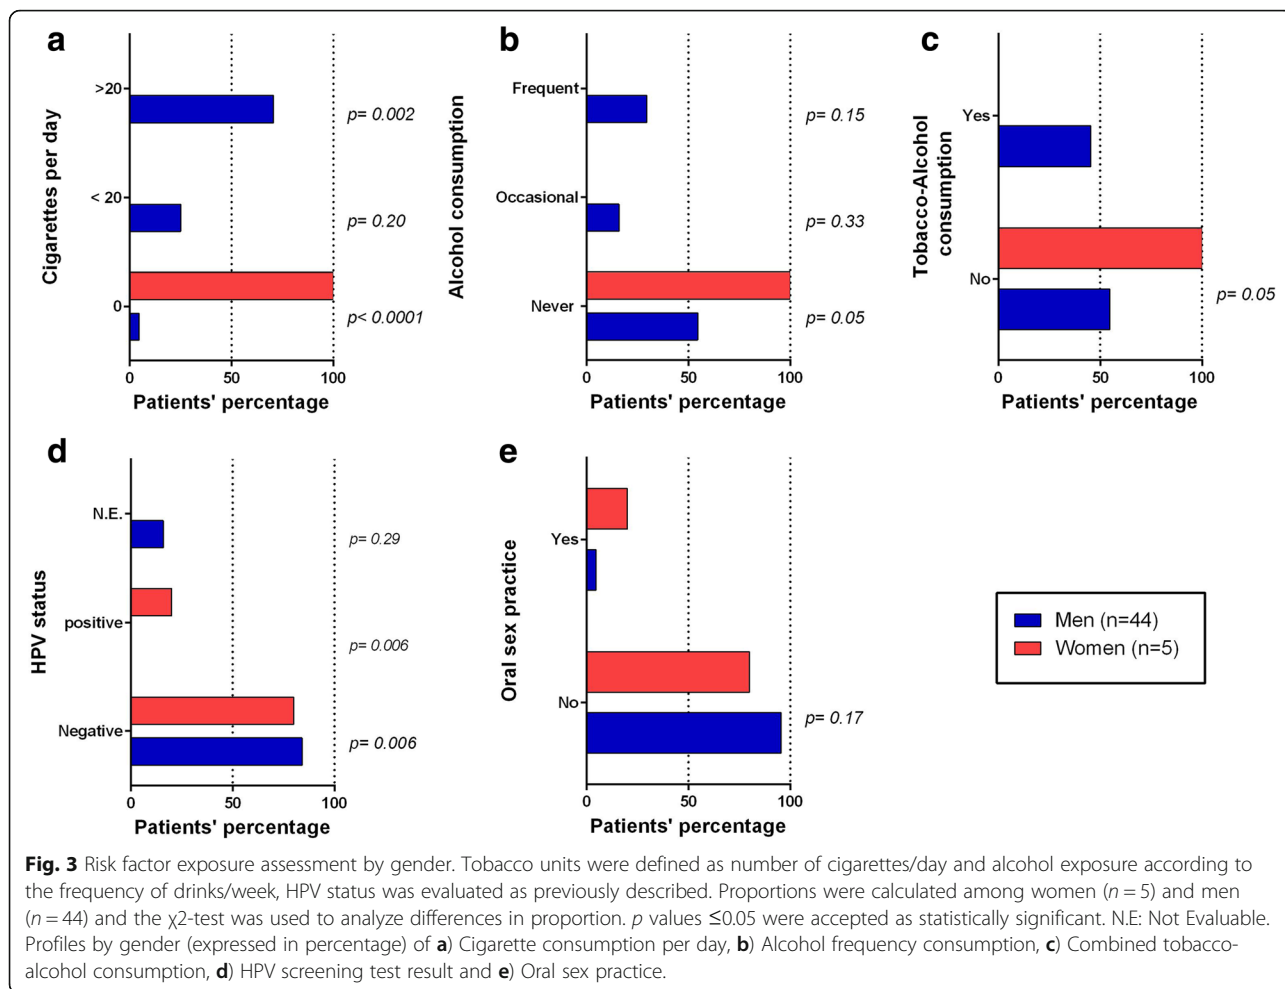 a
Cigarettes per day
>20
< 20
0
p= 0.002
p= 0.20
p< 0.0001
0 50 100
Patients' percentage
b
Alcohol consumption
Frequent
Occasional
Never
p= 0.15
p= 0.33
p= 0.05
0 50 100
Patients' percentage
c
Tobacco-Alcohol
consumption
Yes
No
p= 0.05
0 50 100
Patients' percentage
d
HPV status
N.E.
positive
Negative
p= 0.29
p= 0.006
p= 0.006
0 50 100
Patients' percentage
e
Oral sex practice
Yes
No
p= 0.17
0 50 100
Patients' percentage
Men (n=44)
Women (n=5)
Fig. 3 Risk factor exposure assessment by gender. Tobacco units were defined as number of cigarettes/day and alcohol exposure according to
the frequency of drinks/week, HPV status was evaluated as previously described. Proportions were calculated among women (n = 5) and men
(n = 44) and the χ2-test was used to analyze differences in proportion. p values ≤0.05 were accepted as statistically significant. N.E: Not Evaluable.
Profiles by gender (expressed in percentage) of a) Cigarette consumption per day, b) Alcohol frequency consumption, c) Combined tobacco-
alcohol consumption, d) HPV screening test result and e) Oral sex practice.